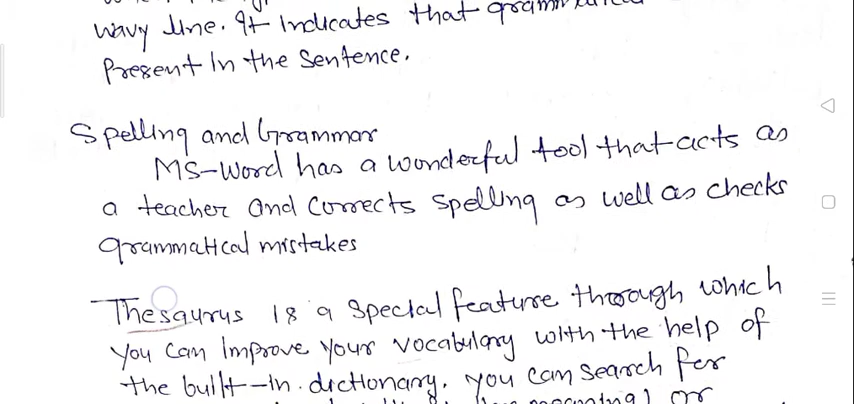 wavy line. It Indicates that
Present In the Sentence.
Spelling and Grammar
MS-Word has a wonderful tool that acts as
a teacher and corrects spelling as well as checks
grammatical mistakes
Thesaurus is a special feature through which
you can Improve your vocabulary with the help of
the built-in dictionary. you can search for
or